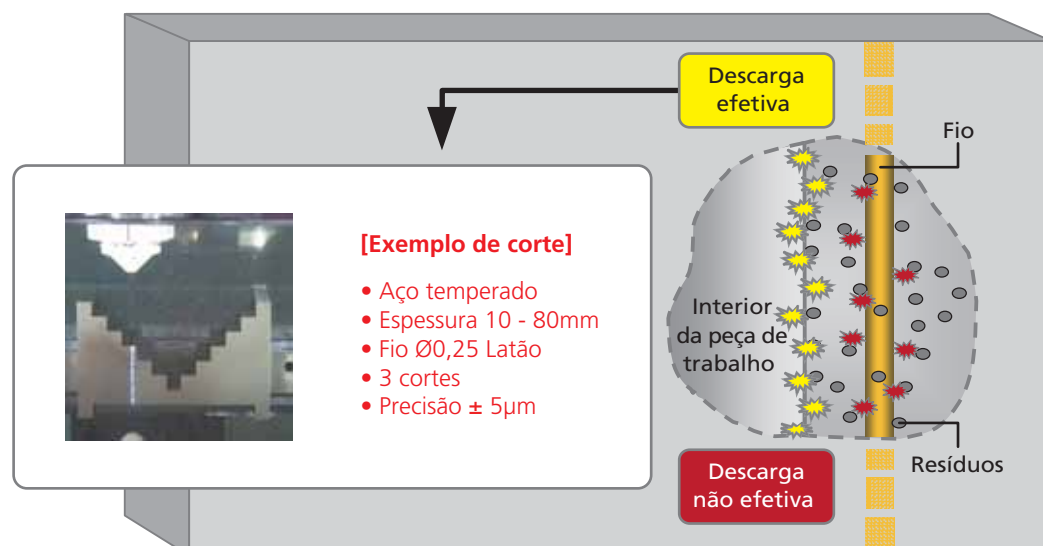 Descarga
efetiva
Fio
[Exemplo de corte]
• Aço temperado
• Espessura 10 - 80mm
• Fio Ø0,25 Latão
• 3 cortes
• Precisão ± 5µm
Interior
da peça de
trabalho
Resíduos
Descarga
não efetiva